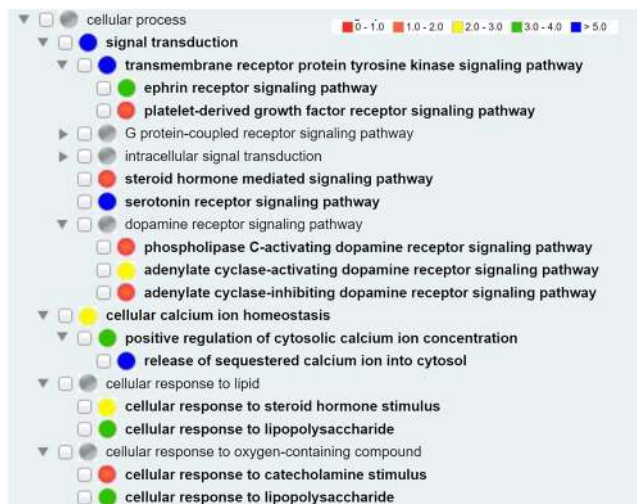 cellular process
0 - 1.0 1.0 - 2.0 2.0 - 3.0 3.0 - 4.0 > 5.0
signal transduction
transmembrane receptor protein tyrosine kinase signaling pathway
ephrin receptor signaling pathway
platelet-derived growth factor receptor signaling pathway
G protein-coupled receptor signaling pathway
intracellular signal transduction
steroid hormone mediated signaling pathway
serotonin receptor signaling pathway
dopamine receptor signaling pathway
phospholipase C-activating dopamine receptor signaling pathway
adenylate cyclase-activating dopamine receptor signaling pathway
adenylate cyclase-inhibiting dopamine receptor signaling pathway
cellular calcium ion homeostasis
positive regulation of cytosolic calcium ion concentration
release of sequestered calcium ion into cytosol
cellular response to lipid
cellular response to steroid hormone stimulus
cellular response to lipopolysaccharide
cellular response to oxygen-containing compound
cellular response to catecholamine stimulus
cellular response to lipopolysaccharide